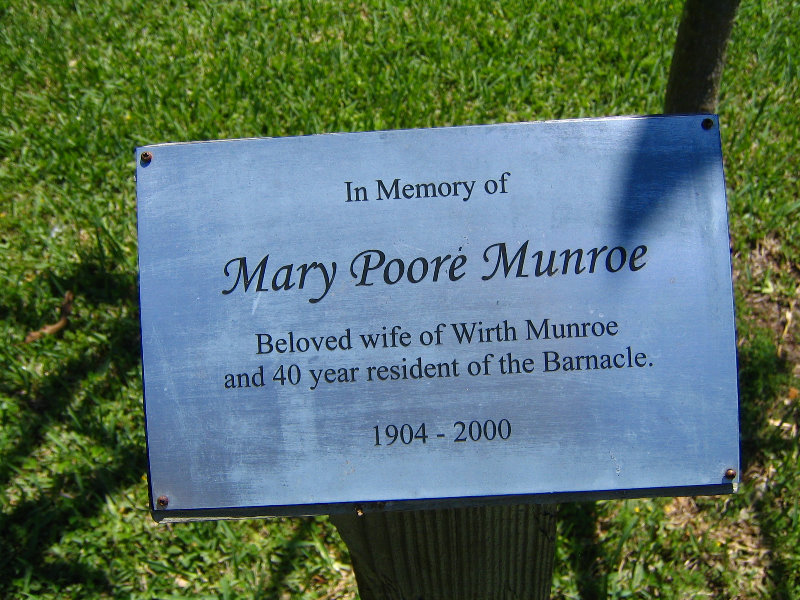 In Memory of
Mary Poore Munroe
Beloved wife of Wirth Munroe
and 40 year resident of the Barnacle.
1904 - 2000